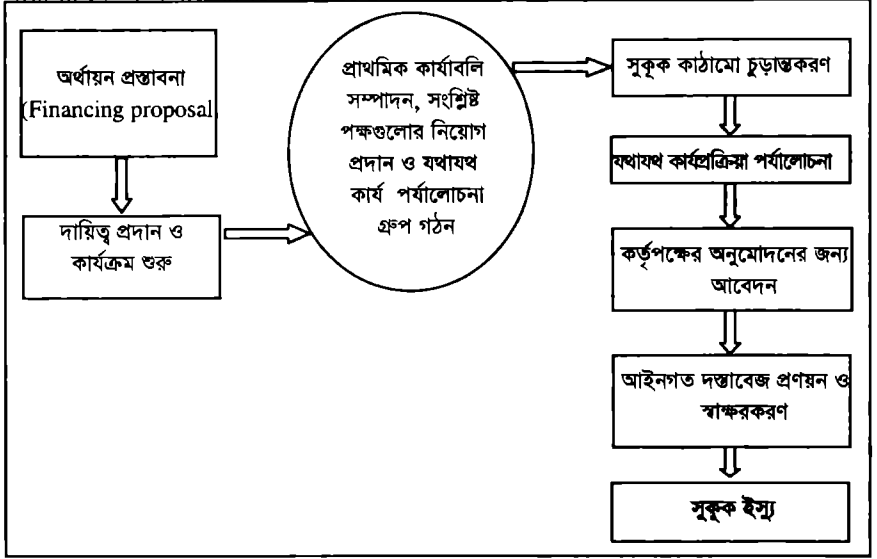 অর্থায়ন প্রস্তাবনা
(Financing proposal
দায়িত্ব প্রদান ও
কার্যক্রম শুরু
প্রাথমিক কার্যাবলি
সম্পাদন, সংশ্লিষ্ট
পক্ষগুলোর নিয়োগ
প্রদান ও যথাযথ
কার্য পর্যালোচনা
গ্রুপ গঠন
সুকূক কাঠামো চুড়ান্তকরণ
যথাযথ কার্যপ্রক্রিয়া পর্যালোচনা
কর্তৃপক্ষের অনুমোদনের জন্য
আবেদন
আইনগত দস্তাবেজ প্রণয়ন ও
স্বাক্ষরকরণ
সুকূক ইস্যু